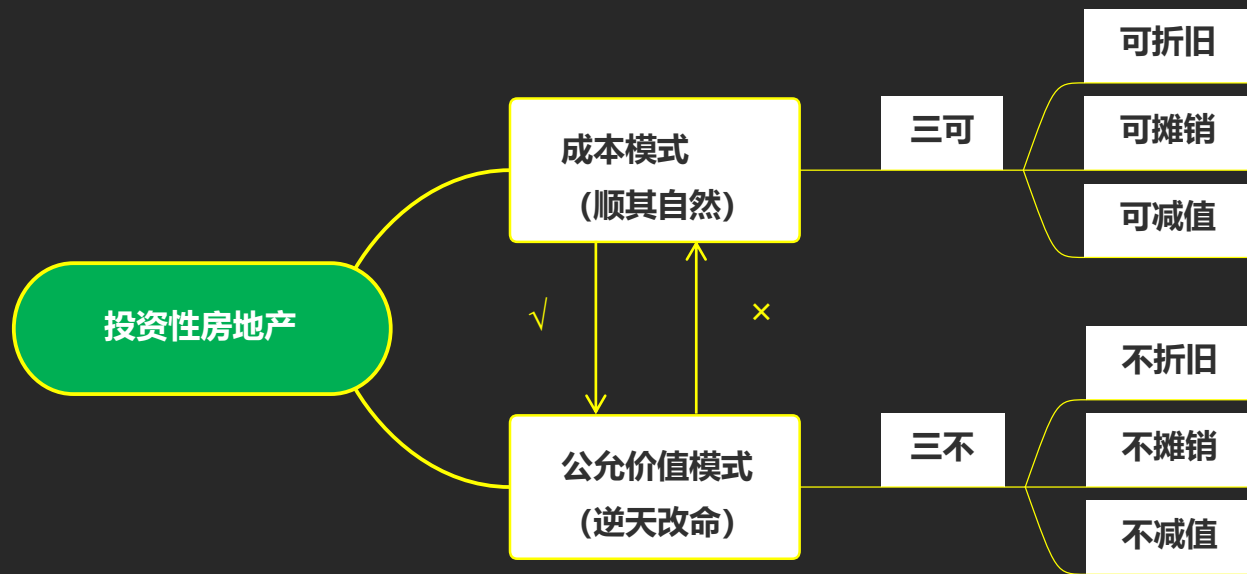 投资性房地产
成本模式
（顺其自然）
三可
可折旧
可摊销
可减值
√
×
公允价值模式
（逆天改命）
三不
不折旧
不摊销
不减值